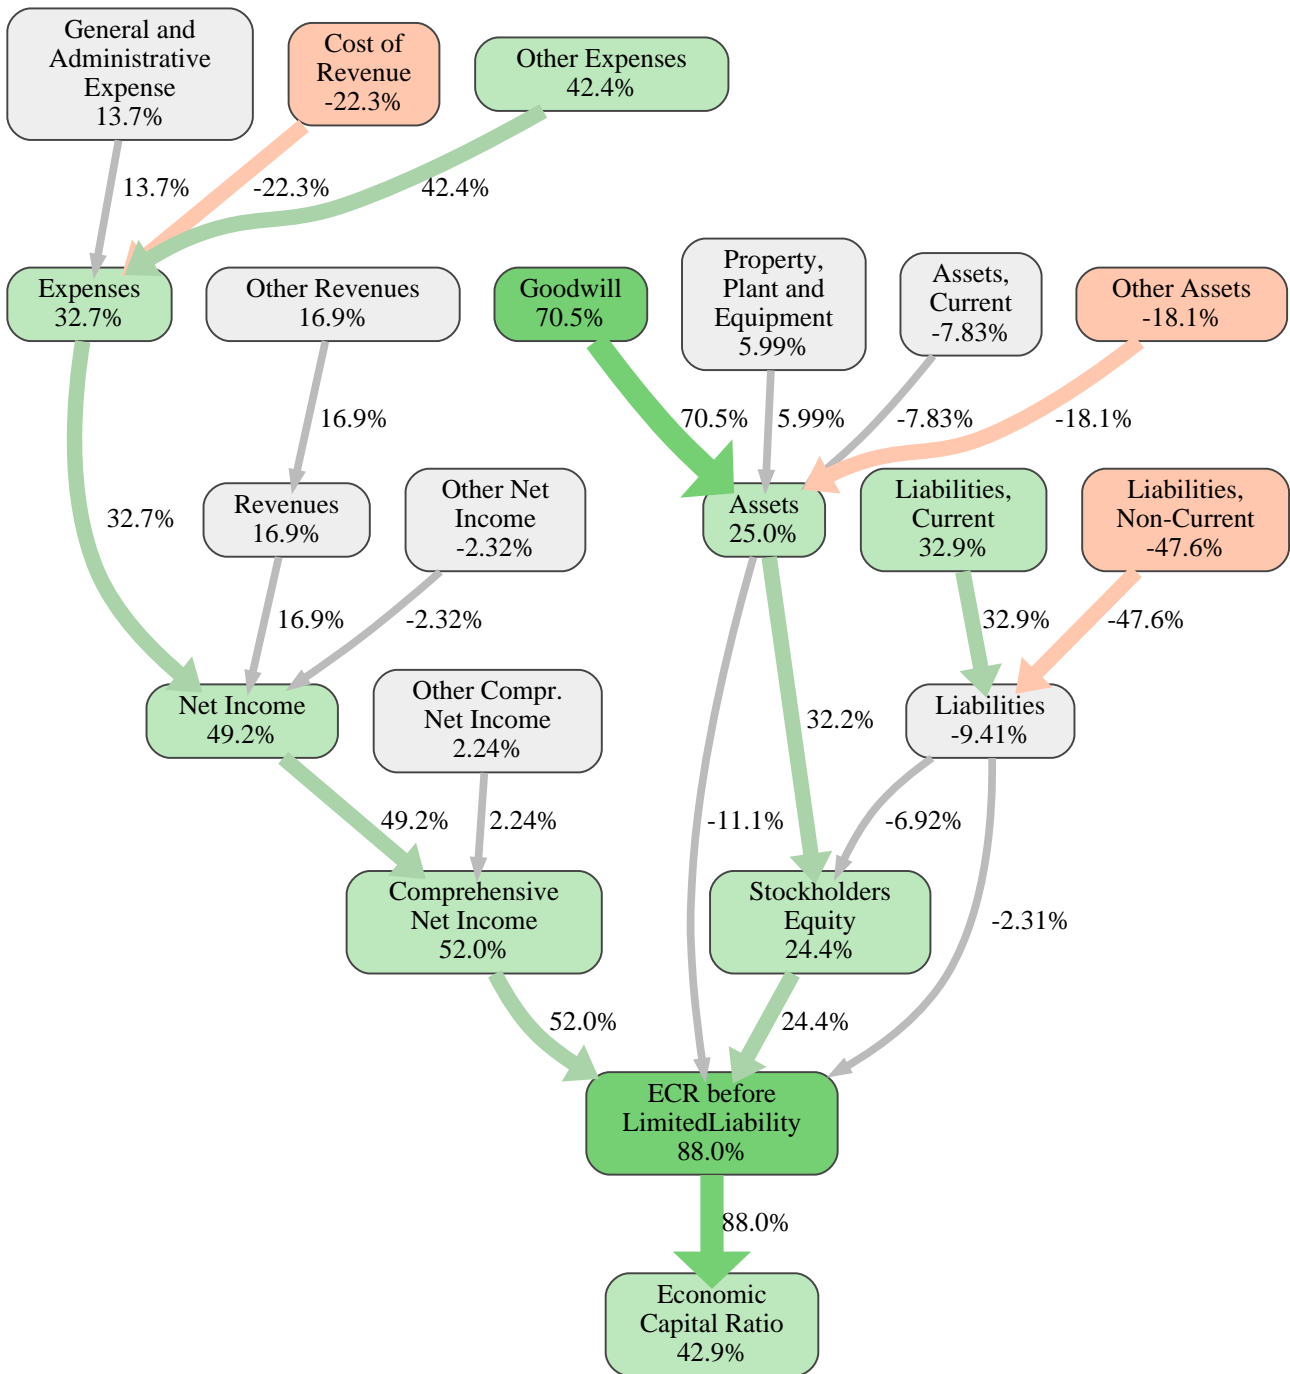 General and
Administrative
Expense
13.7%
Cost of
Revenue
-22.3%
Other Expenses
42.4%
13.7%
-22.3%
42.4%
Expenses
32.7%
Other Revenues
16.9%
Goodwill
70.5%
Property,
Plant and
Equipment
5.99%
Assets,
Current
-7.83%
Other Assets
-18.1%
16.9%
70.5%
5.99%
-7.83%
-18.1%
32.7%
Revenues
16.9%
Other Net
Income
-2.32%
Assets
25.0%
Liabilities,
Current
32.9%
Liabilities,
Non-Current
-47.6%
16.9%
-2.32%
32.9%
-47.6%
Net Income
49.2%
Other Compr.
Net Income
2.24%
32.2%
Liabilities
-9.41%
49.2%
2.24%
-11.1%
-6.92%
Comprehensive
Net Income
52.0%
Stockholders
Equity
24.4%
-2.31%
52.0%
24.4%
ECR before
LimitedLiability
88.0%
88.0%
Economic
Capital Ratio
42.9%